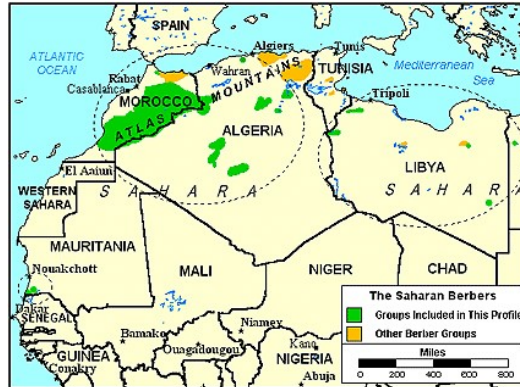 SPAIN
ATLANTIC
OCEAN
Algiers
Tunis
Wahran
Rabat
Casablanca
TUNISIA
Mediterranean
Sea
Tripoli
MOROCCO
ATLAS
MOUNTAINS
ALGERIA
LIBYA
El Aaiun
WESTERN
SAHARA
SAHARA
SAHARA
MAURITANIA
Nouakchott
MALI
NIGER
CHAD
Dakar
SENEGAL
Bamako
Niamey
Kano
Ouagadougou
GUINEA
Conakry
NIGERIA
Abuja
The Saharan Berbers
Groups Included in This Profile
Other Berber Groups
Miles
0 200 400 600 800